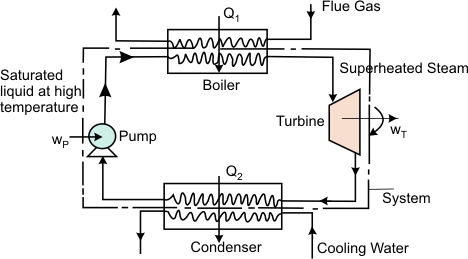 Q1
Flue Gas
Saturated
liquid at high
temperature
Boiler
Superheated Steam
Turbine
wT
wP
Pump
Q2
System
Condenser
Cooling Water